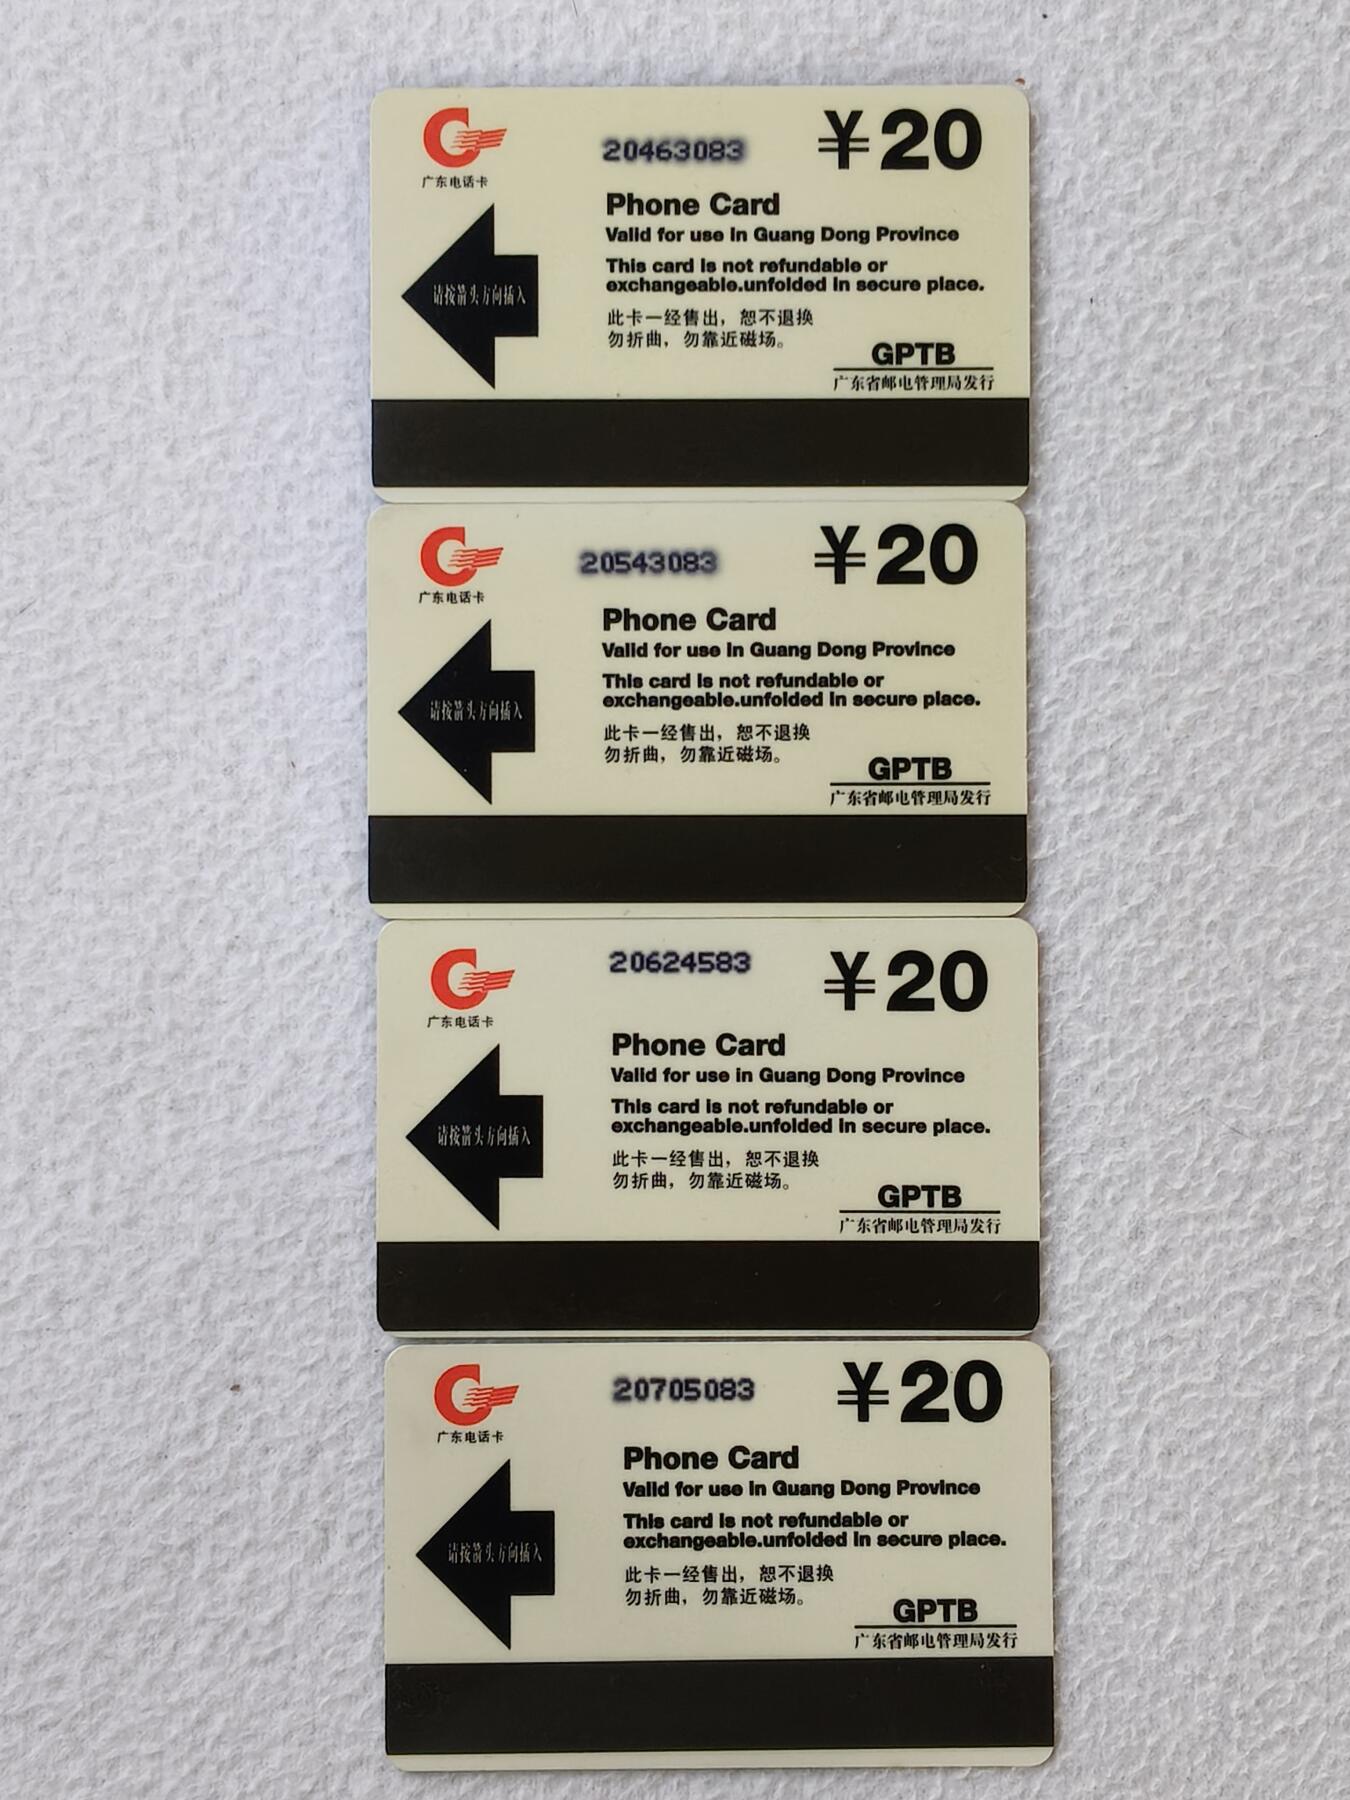 广东电话卡
20463083
¥20
Phone Card
Valid for use in Guang Dong Province
This card is not refundable or
exchangeable.unfolded in secure place.
请按箭头方向插入
此卡一经售出，恕不退换
勿折曲，勿靠近磁场。
GPTB
广东省邮电管理局发行
广东电话卡
20543083
¥20
Phone Card
Valid for use in Guang Dong Province
This card is not refundable or
exchangeable.unfolded in secure place.
请按箭头方向插入
此卡一经售出，恕不退换
勿折曲，勿靠近磁场。
GPTB
广东省邮电管理局发行
广东电话卡
20624583
¥20
Phone Card
Valid for use in Guang Dong Province
This card is not refundable or
exchangeable.unfolded in secure place.
请按箭头方向插入
此卡一经售出，恕不退换
勿折曲，勿靠近磁场。
GPTB
广东省邮电管理局发行
广东电话卡
20705083
¥20
Phone Card
Valid for use in Guang Dong Province
This card is not refundable or
exchangeable.unfolded in secure place.
请按箭头方向插入
此卡一经售出，恕不退换
勿折曲，勿靠近磁场。
GPTB
广东省邮电管理局发行